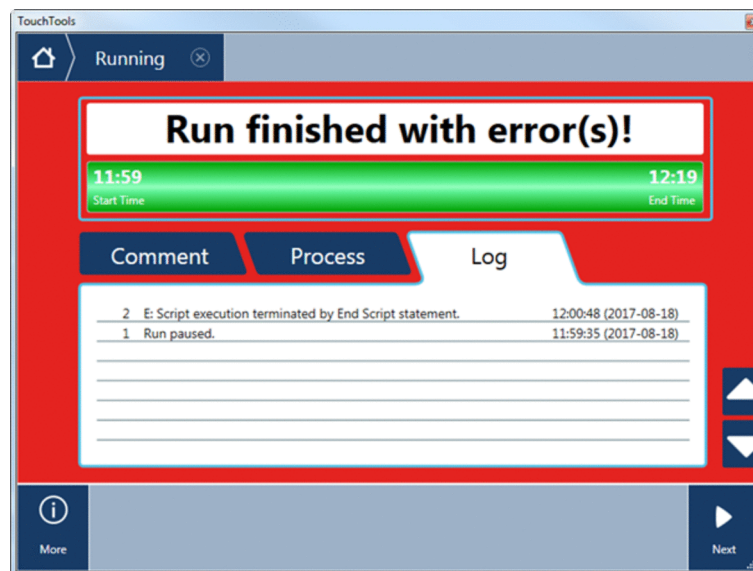 TouchTools
Running
Run finished with error(s)!
11:59 12:19
Start Time End Time
Comment Process Log
2 E: Script execution terminated by End Script statement. 12:00:48 (2017-08-18)
1 Run paused. 11:59:35 (2017-08-18)
More Next